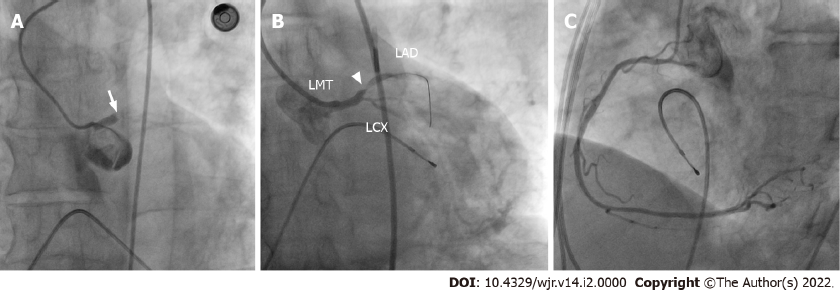 A
B
C
LAD
LMT
LCX
DOI: 10.4329/wjr.v14.i2.0000 Copyright ©The Author(s) 2022.